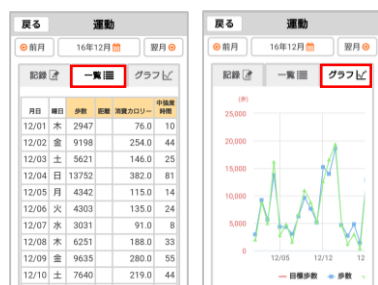 戻る 運動
前月 16年12月 翌月
記録 一覧 グラフ
月日 曜日 歩数 距離 消費カロリー 中強度時間
12/01 木 2947 76.0 10
12/02 金 9198 254.0 44
12/03 土 5621 146.0 25
12/04 日 13752 382.0 81
12/05 月 4342 115.0 14
12/06 火 4303 135.0 24
12/07 水 3031 91.0 8
12/08 木 6251 188.0 33
12/09 金 9635 280.0 55
12/10 土 7640 219.0 44
戻る 運動
前月 16年12月 翌月
記録 一覧 グラフ
(歩)
25,000
20,000
15,000
10,000
5,000
0
12/05 12/12 12
目標歩数 歩数